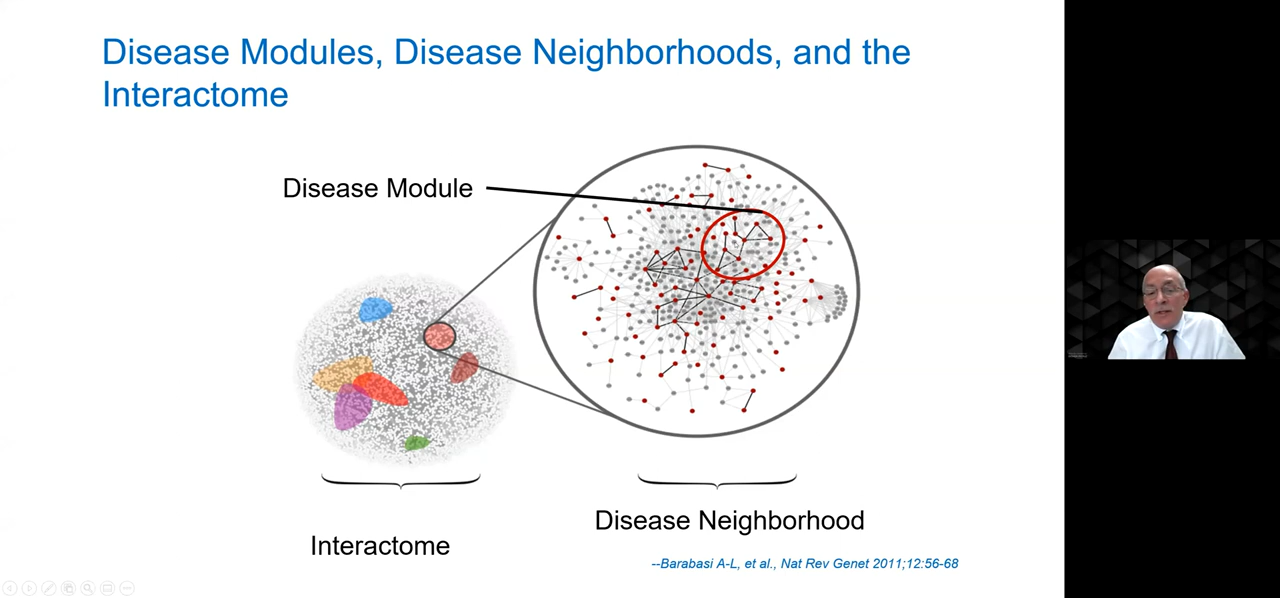 Disease Modules, Disease Neighborhoods, and the
Interactome
Disease Module
Disease Neighborhood
Interactome
--Barabasi A-L, et al., Nat Rev Genet 2011;12:56-68